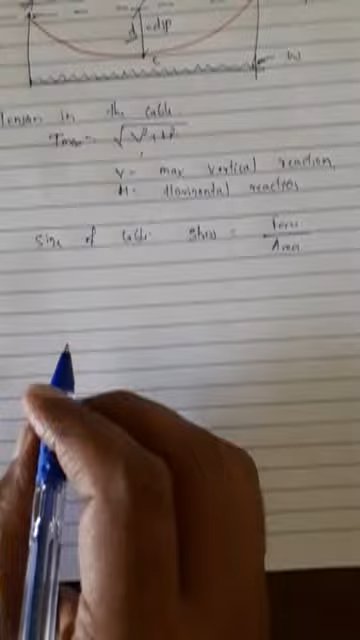 d = dip
c
W
Tension in the cable
Tmax = √V²+H²
V = max vertical reaction,
H = Horizontal reaction
Size of cable stress = Force / Area